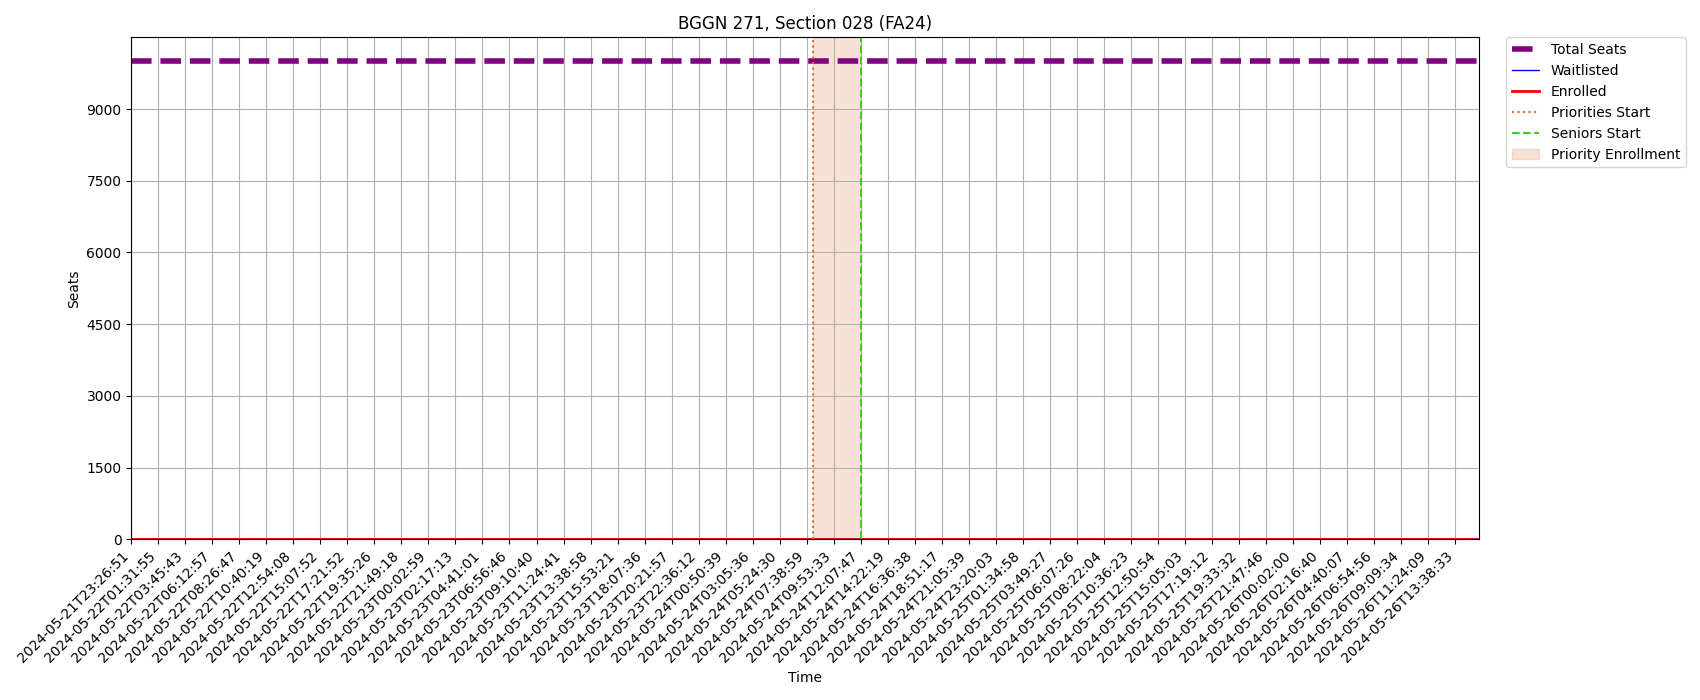 BGGN 271, Section 028 (FA24)
Total Seats
Waitlisted
Enrolled
Priorities Start
Seniors Start
Priority Enrollment
Seats
9000
7500
6000
4500
3000
1500
0
2024-05-21T23:26:51
2024-05-22T01:31:55
2024-05-22T03:45:43
2024-05-22T06:12:57
2024-05-22T08:26:47
2024-05-22T10:40:19
2024-05-22T12:54:08
2024-05-22T15:07:52
2024-05-22T17:21:52
2024-05-22T19:35:26
2024-05-22T21:49:18
2024-05-23T00:02:59
2024-05-23T02:17:13
2024-05-23T04:41:01
2024-05-23T06:56:46
2024-05-23T09:10:40
2024-05-23T11:24:41
2024-05-23T13:38:58
2024-05-23T15:53:21
2024-05-23T18:07:36
2024-05-23T20:21:57
2024-05-23T22:36:12
2024-05-24T00:50:39
2024-05-24T03:05:36
2024-05-24T05:24:30
2024-05-24T07:38:59
2024-05-24T09:53:33
2024-05-24T12:07:47
2024-05-24T14:22:19
2024-05-24T16:36:38
2024-05-24T18:51:17
2024-05-24T21:05:39
2024-05-24T23:20:03
2024-05-25T01:34:58
2024-05-25T03:49:27
2024-05-25T06:07:26
2024-05-25T08:22:04
2024-05-25T10:36:23
2024-05-25T12:50:54
2024-05-25T15:05:03
2024-05-25T17:19:12
2024-05-25T19:33:32
2024-05-25T21:47:46
2024-05-26T00:02:00
2024-05-26T02:16:40
2024-05-26T04:40:07
2024-05-26T06:54:56
2024-05-26T09:09:34
2024-05-26T11:24:09
2024-05-26T13:38:33
Time